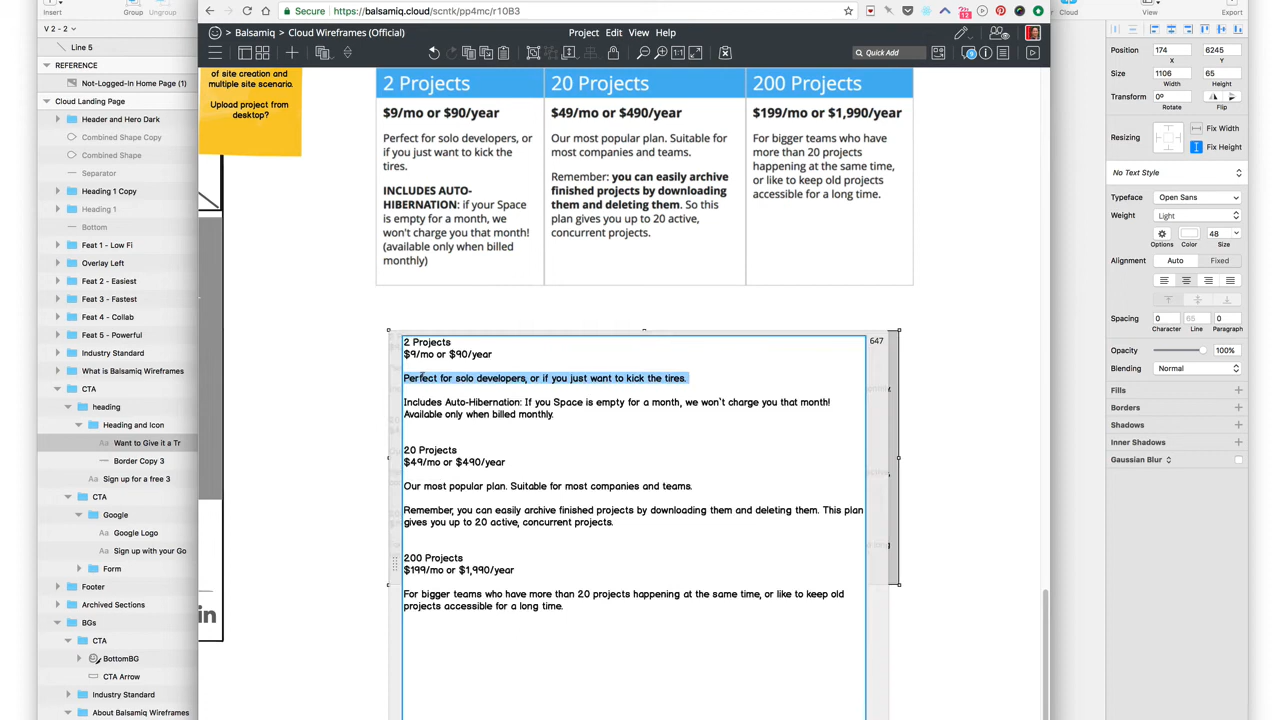 Group
Ungroup
V 2 - 2
Line 5
REFERENCE
Not-Logged-In Home Page (1)
Cloud Landing Page
Header and Hero Dark
Combined Shape Copy
Combined Shape
Separator
Heading 1 Copy
Heading 1
Bottom
Feat 1 - Low Fi
Overlay Left
Feat 2 - Easiest
Feat 3 - Fastest
Feat 4 - Collab
Feat 5 - Powerful
Industry Standard
What is Balsamiq Wireframes
CTA
heading
Heading and Icon
Aa Want to Give it a Tr
Border Copy 3
Aa Sign up for a free 3
CTA
Google
Google Logo
Aa Sign up with your Go
Form
Footer
Archived Sections
BGs
CTA
BottomBG
CTA Arrow
Industry Standard
About Balsamiq Wireframes
Secure https://balsamiq.cloud/scntk/pp4mc/r10B3
12
Balsamiq > Cloud Wireframes (Official)
Project Edit View Help
Quick Add
of site creation and
multiple site scenario.
Upload project from
desktop?
in
2 Projects
$9/mo or $90/year
Perfect for solo developers, or
if you just want to kick the
tires.
INCLUDES AUTO-
HIBERNATION: if your Space
is empty for a month, we
won't charge you that month!
(available only when billed
monthly)
20 Projects
$49/mo or $490/year
Our most popular plan. Suitable for
most companies and teams.
Remember: you can easily archive
finished projects by downloading
them and deleting them. So this
plan gives you up to 20 active,
concurrent projects.
200 Projects
$199/mo or $1,990/year
For bigger teams who have
more than 20 projects
happening at the same time,
or like to keep old projects
accessible for a long time.
647
2 Projects
$9/mo or $90/year
Perfect for solo developers, or if you just want to kick the tires.
Includes Auto-Hibernation: If you Space is empty for a month, we won't charge you that month!
Available only when billed monthly.
20 Projects
$49/mo or $490/year
Our most popular plan. Suitable for most companies and teams.
Remember, you can easily archive finished projects by downloading them and deleting them. This plan
gives you up to 20 active, concurrent projects.
200 Projects
$199/mo or $1,990/year
For bigger teams who have more than 20 projects happening at the same time, or like to keep old
projects accessible for a long time.
Cloud
View
Export
Position 174 6245
X Y
Size 1106 65
Width Height
Transform 0º
Rotate Flip
Resizing Fix Width
Fix Height
No Text Style
Typeface Open Sans
Weight Light
48
Options Color Size
Alignment Auto Fixed
Spacing 0 65 0
Character Line Paragraph
Opacity 100%
Blending Normal
Fills
Borders
Shadows
Inner Shadows
Gaussian Blur